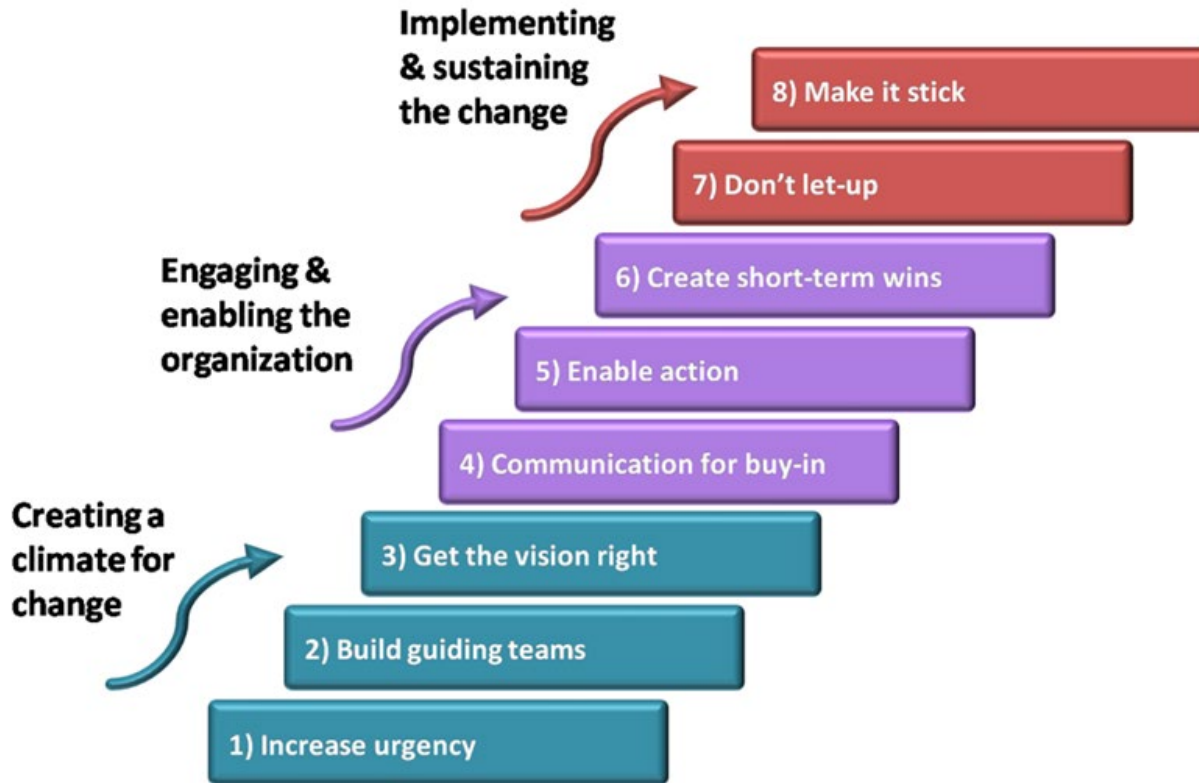 Implementing
& sustaining
the change
8) Make it stick
7) Don't let-up
Engaging &
enabling the
organization
6) Create short-term wins
5) Enable action
4) Communication for buy-in
Creating a
climate for
change
3) Get the vision right
2) Build guiding teams
1) Increase urgency